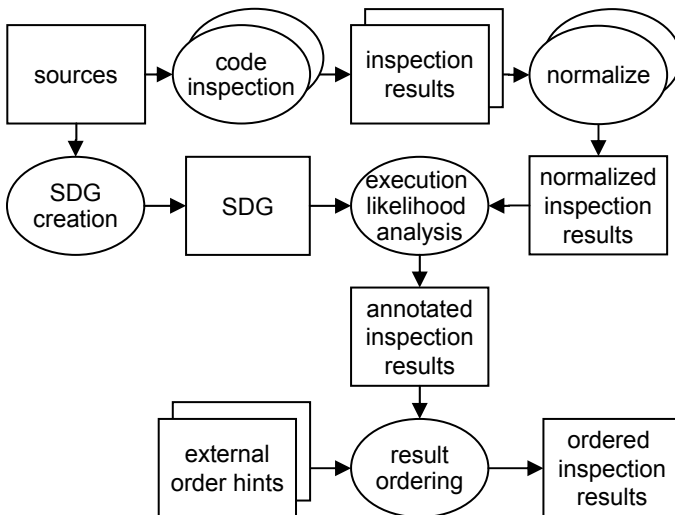 sources
code
inspection
inspection
results
normalize
SDG
creation
SDG
execution
likelihood
analysis
normalized
inspection
results
annotated
inspection
results
external
order hints
result
ordering
ordered
inspection
results